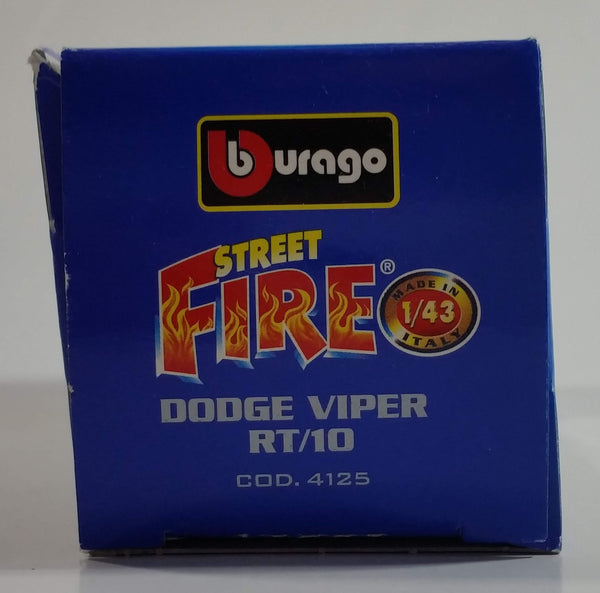 burago
STREET
FIRE®
MADE IN
1/43
ITALY
DODGE VIPER
RT/10
COD. 4125